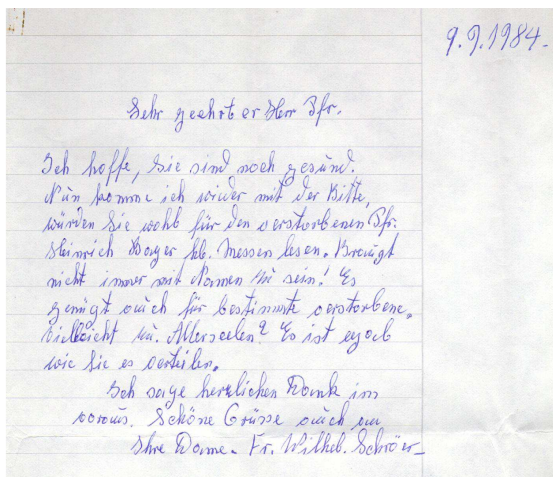 9.9.1984.
Sehr geehrter Herr Pfr.
Ich hoffe, Sie sind noch gesund.
Nun komme ich wieder mit der Bitte,
würden Sie wohl für den verstorbenen Pfr.
Heinrich Bayer hl. Messen lesen. Braugt
nicht immer mit Namen zu sein! Es
genügt auch für bestimmte verstorbene,
vielleicht zu Allerseelen? Es ist egal
wie Sie es verteilen.
Ich sage herzlichen Dank im
voraus. Schöne Grüsse auch an
Ihre Dame. Fr. Wilhel. Schröer